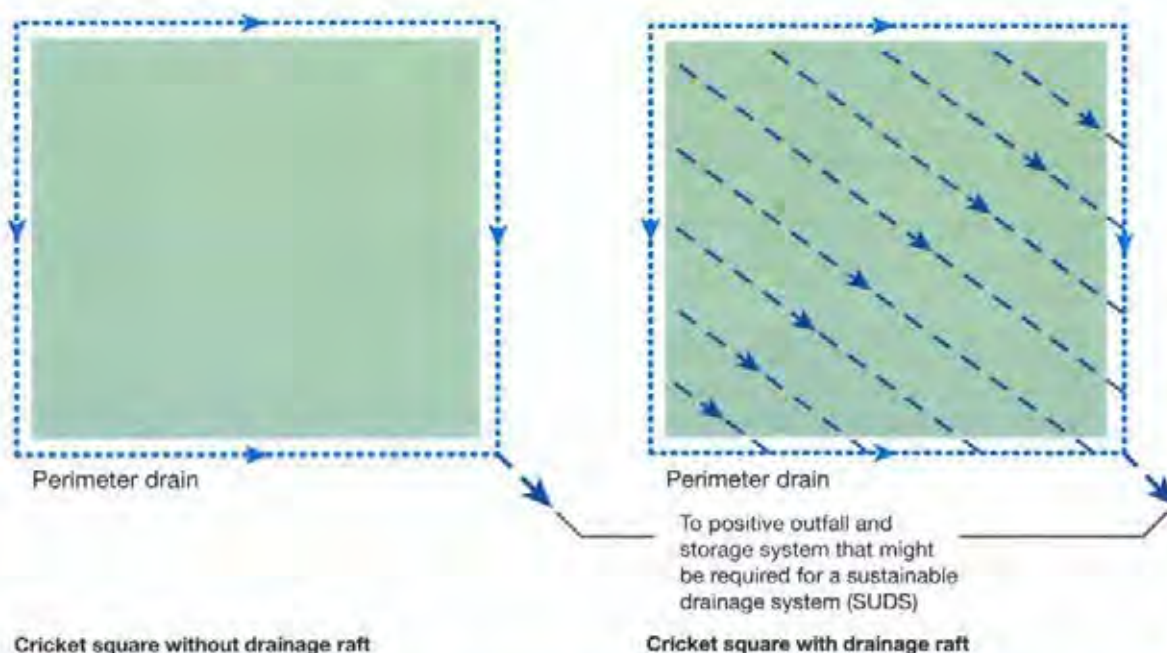 Perimeter drain
Perimeter drain
To positive outfall and
storage system that might
be required for a sustainable
drainage system (SUDS)
Cricket square without drainage raft
Cricket square with drainage raft